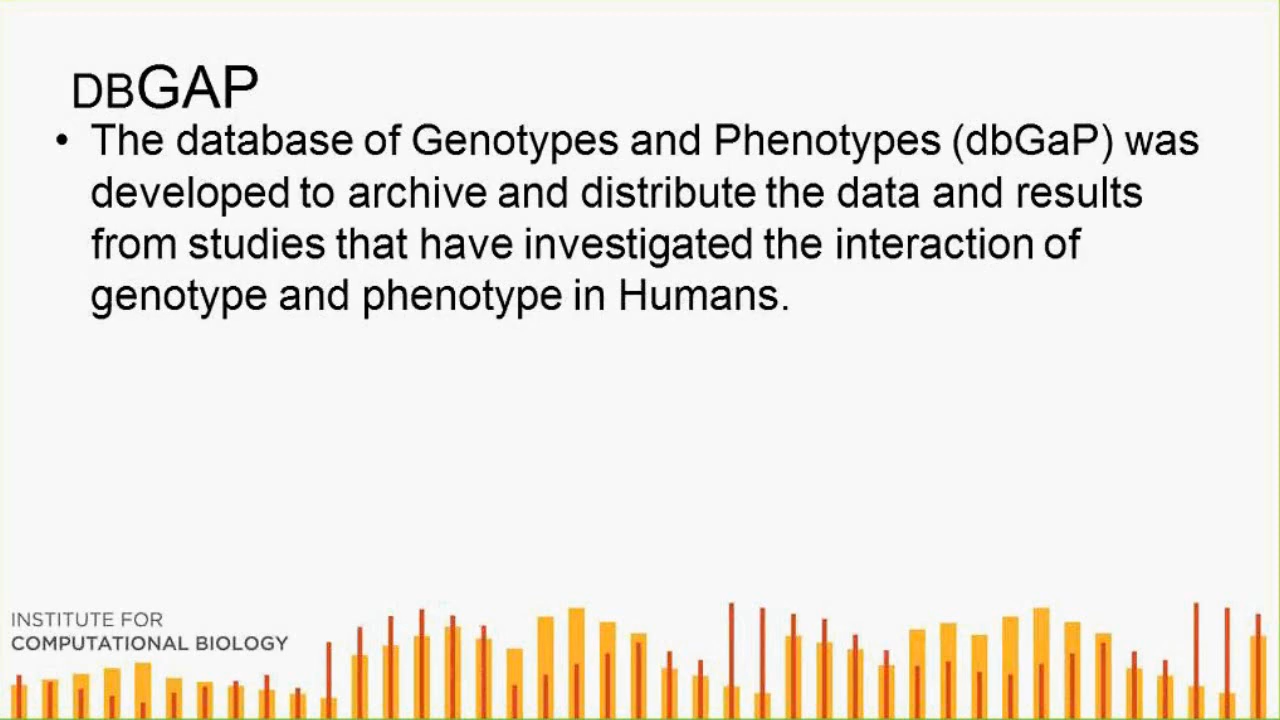 DBGAP
• The database of Genotypes and Phenotypes (dbGaP) was
developed to archive and distribute the data and results
from studies that have investigated the interaction of
genotype and phenotype in Humans.
INSTITUTE FOR
COMPUTATIONAL BIOLOGY